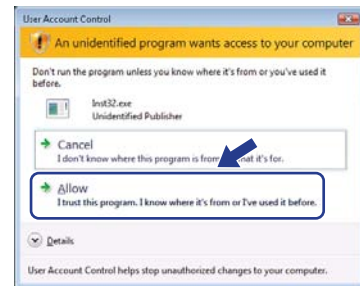 User Account Control
An unidentified program wants access to your computer
Don't run the program unless you know where it's from or you've used it
before.
Inst32.exe
Unidentified Publisher
Cancel
I don't know where this program is from hat it's for.
Allow
I trust this program. I know where it's from or I've used it before.
Details
User Account Control helps stop unauthorized changes to your computer.